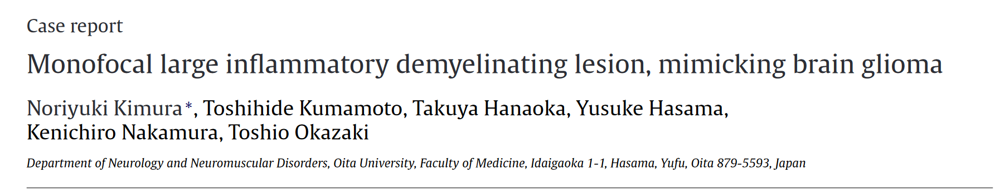 Case report
Monofocal large inflammatory demyelinating lesion, mimicking brain glioma
Noriyuki Kimura*, Toshihide Kumamoto, Takuya Hanaoka, Yusuke Hasama,
Kenichiro Nakamura, Toshio Okazaki
Department of Neurology and Neuromuscular Disorders, Oita University, Faculty of Medicine, Idaigaoka 1-1, Hasama, Yufu, Oita 879-5593, Japan